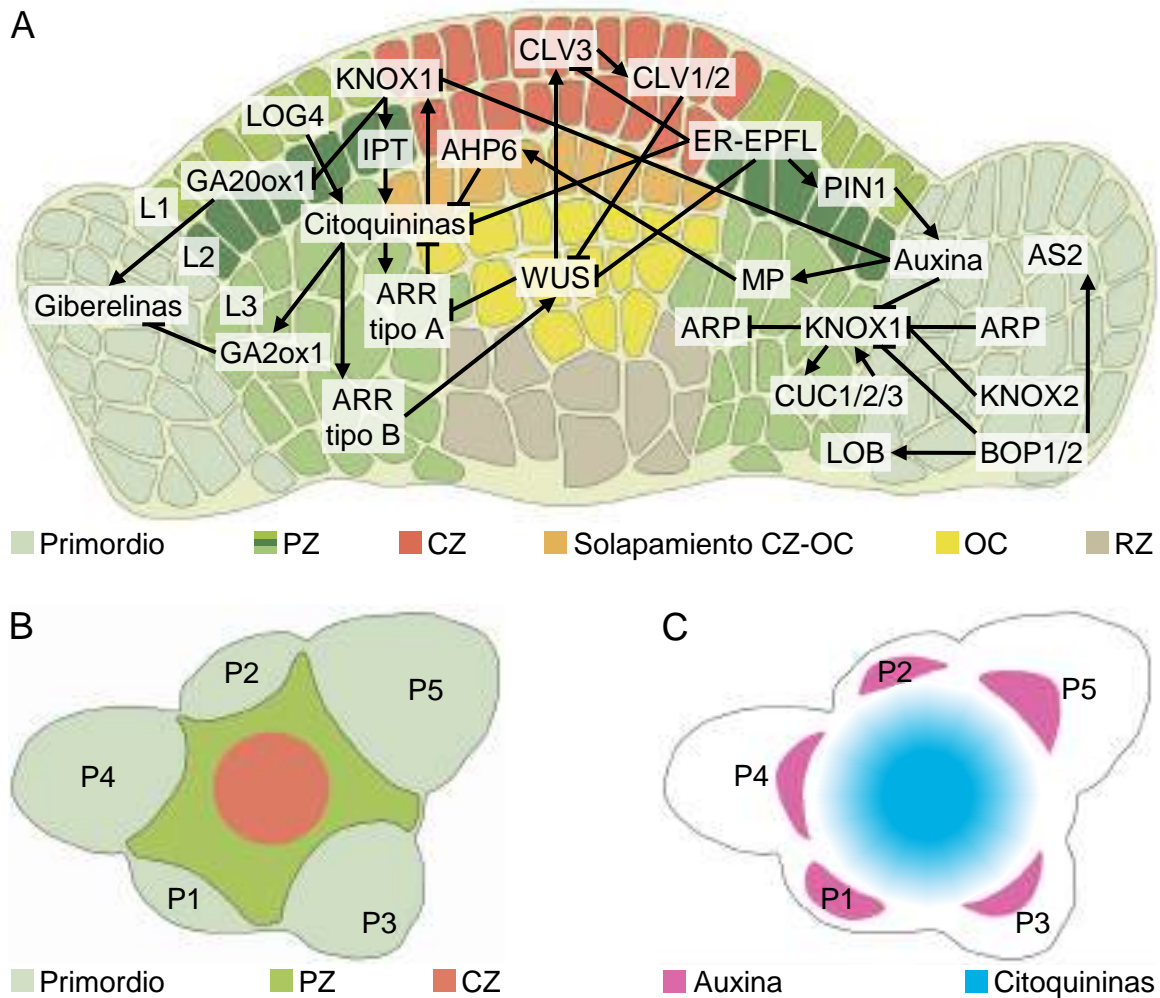 A
CLV3
CLV1/2
KNOX1
LOG4
IPT
AHP6
ER-EPFL
GA20ox1
PIN1
L1
Citoquininas
L2
Auxina
AS2
WUS
MP
Giberelinas
L3
ARR
tipo A
ARP
KNOX1
ARP
GA2ox1
CUC1/2/3
KNOX2
ARR
tipo B
LOB
BOP1/2
Primordio
PZ
CZ
Solapamiento CZ-OC
OC
RZ
B
P2
P5
P4
P1
P3
Primordio
PZ
CZ
C
P2
P5
P4
P1
P3
Auxina
Citoquininas